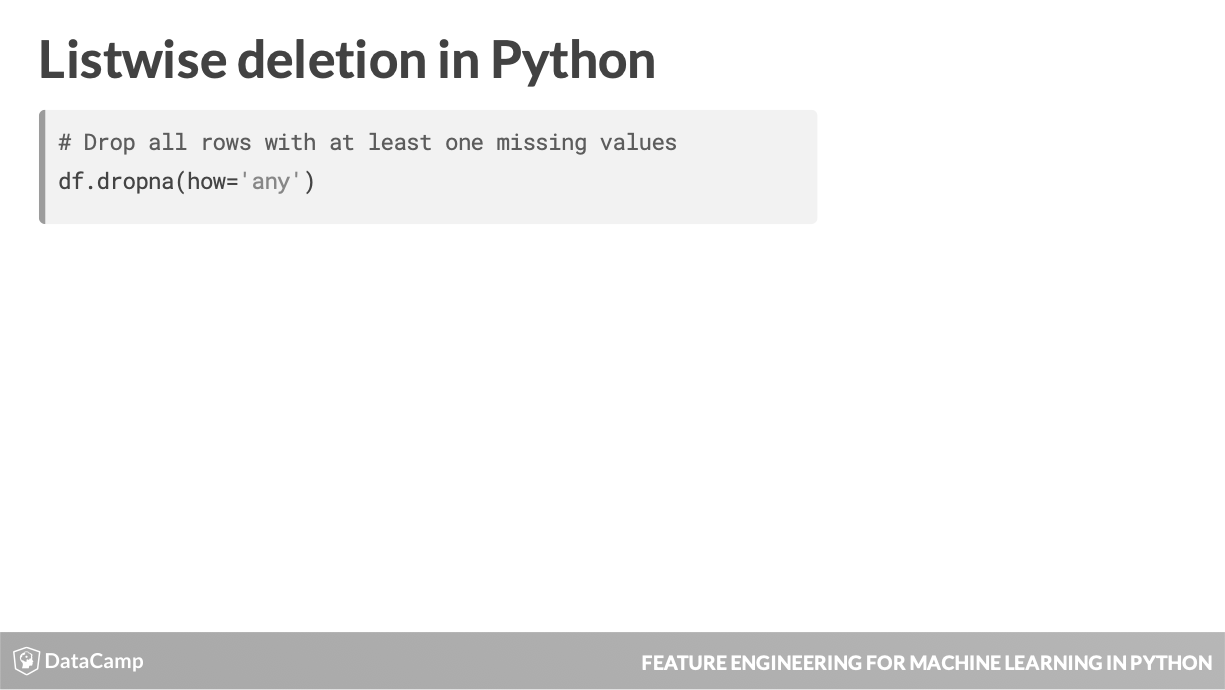 Listwise deletion in Python
# Drop all rows with at least one missing values
df.dropna(how='any')
DataCamp
FEATURE ENGINEERING FOR MACHINE LEARNING IN PYTHON